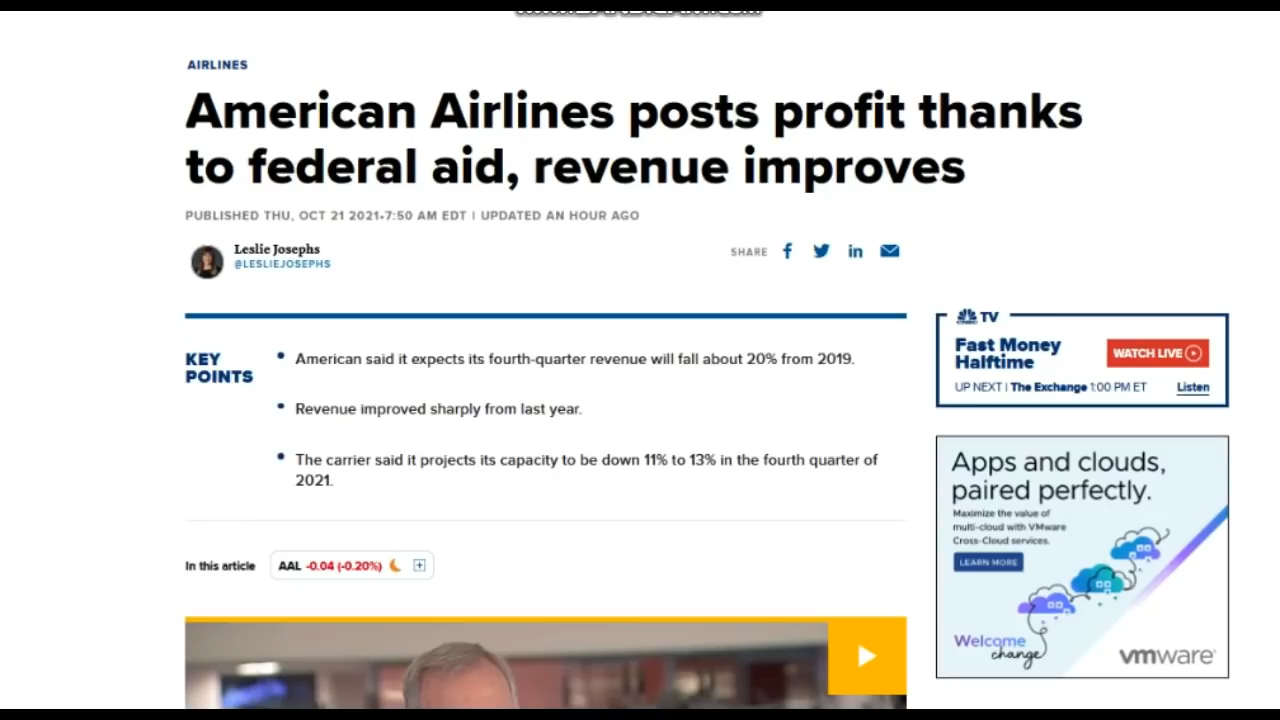 AIRLINES
American Airlines posts profit thanks
to federal aid, revenue improves
PUBLISHED THU, OCT 21 2021•7:50 AM EDT | UPDATED AN HOUR AGO
Leslie Josephs
@LESLIEJOSEPHS
SHARE
KEY
POINTS
• American said it expects its fourth-quarter revenue will fall about 20% from 2019.
• Revenue improved sharply from last year.
• The carrier said it projects its capacity to be down 11% to 13% in the fourth quarter of
2021.
In this article
AAL -0.04 (-0.20%)
TV
Fast Money
Halftime
WATCH LIVE
UP NEXT | The Exchange 1:00 PM ET
Listen
Apps and clouds,
paired perfectly.
Maximize the value of
multi-cloud with VMware
Cross-Cloud services.
LEARN MORE
Welcome
change
vmware